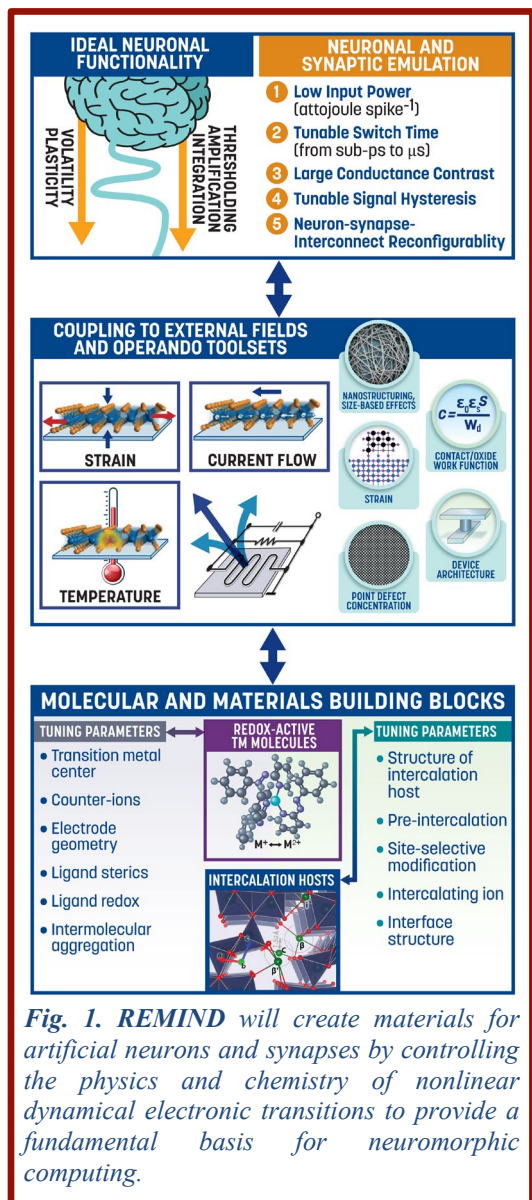 IDEAL NEURONAL
FUNCTIONALITY
VOLATILITY
PLASTICITY
THRESHOLDING
AMPLIFICATION
INTEGRATION
NEURONAL AND
SYNAPTIC EMULATION
1 Low Input Power
(attojoule spike⁻¹)
2 Tunable Switch Time
(from sub-ps to µs)
3 Large Conductance Contrast
4 Tunable Signal Hysteresis
5 Neuron-synapse-
Interconnect Reconfigurablity
COUPLING TO EXTERNAL FIELDS
AND OPERANDO TOOLSETS
STRAIN
CURRENT FLOW
TEMPERATURE
NANOSTRUCTURING,
SIZE-BASED EFFECTS
C = ε₀εₛS / W_d
CONTACT/OXIDE
WORK FUNCTION
STRAIN
DEVICE
ARCHITECTURE
POINT DEFECT
CONCENTRATION
MOLECULAR AND MATERIALS BUILDING BLOCKS
TUNING PARAMETERS
• Transition metal
center
• Counter-ions
• Electrode
geometry
• Ligand sterics
• Ligand redox
• Intermolecular
aggregation
REDOX-ACTIVE
TM MOLECULES
M⁺ ↔ M²⁺
INTERCALATION HOSTS
β
β'
c
b
TUNING PARAMETERS
• Structure of
intercalation
host
• Pre-intercalation
• Site-selective
modification
• Intercalating ion
• Interface
structure
Fig. 1. REMIND will create materials for
artificial neurons and synapses by controlling
the physics and chemistry of nonlinear
dynamical electronic transitions to provide a
fundamental basis for neuromorphic
computing.